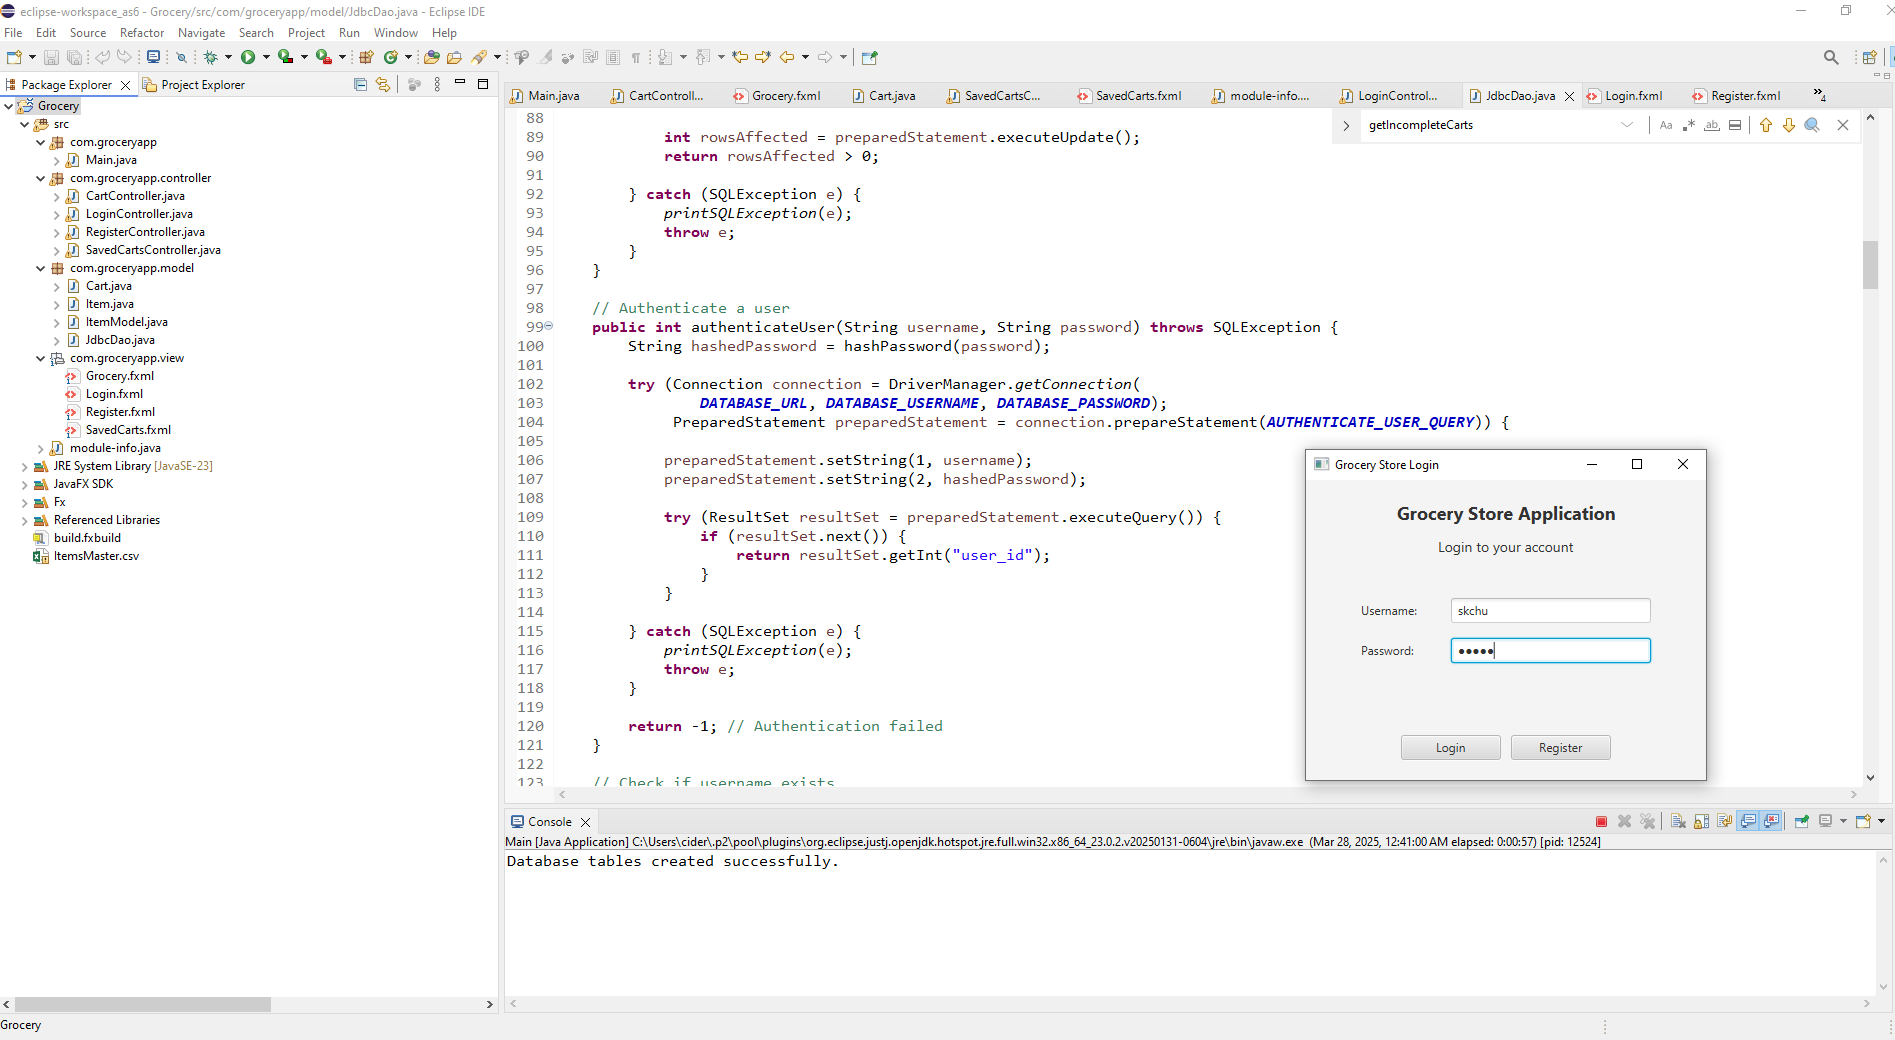 eclipse-workspace_as6 - Grocery/src/com/groceryapp/model/JdbcDao.java - Eclipse IDE
File Edit Source Refactor Navigate Search Project Run Window Help
Package Explorer Project Explorer
Grocery
src
com.groceryapp
Main.java
com.groceryapp.controller
CartController.java
LoginController.java
RegisterController.java
SavedCartsController.java
com.groceryapp.model
Cart.java
Item.java
ItemModel.java
JdbcDao.java
com.groceryapp.view
Grocery.fxml
Login.fxml
Register.fxml
SavedCarts.fxml
module-info.java
JRE System Library [JavaSE-23]
JavaFX SDK
Fx
Referenced Libraries
build.fxbuild
ItemsMaster.csv
Main.java CartControll... Grocery.fxml Cart.java SavedCartsC... SavedCarts.fxml module-info.... LoginControl... JdbcDao.java Login.fxml Register.fxml 4
getIncompleteCarts Aa ab
88
89 int rowsAffected = preparedStatement.executeUpdate();
90 return rowsAffected > 0;
91
92 } catch (SQLException e) {
93 printSQLException(e);
94 throw e;
95 }
96 }
97
98 // Authenticate a user
99 public int authenticateUser(String username, String password) throws SQLException {
100 String hashedPassword = hashPassword(password);
101
102 try (Connection connection = DriverManager.getConnection(
103 DATABASE_URL, DATABASE_USERNAME, DATABASE_PASSWORD);
104 PreparedStatement preparedStatement = connection.prepareStatement(AUTHENTICATE_USER_QUERY)) {
105
106 preparedStatement.setString(1, username);
107 preparedStatement.setString(2, hashedPassword);
108
109 try (ResultSet resultSet = preparedStatement.executeQuery()) {
110 if (resultSet.next()) {
111 return resultSet.getInt("user_id");
112 }
113 }
114
115 } catch (SQLException e) {
116 printSQLException(e);
117 throw e;
118 }
119
120 return -1; // Authentication failed
121 }
122
123 // Check if username exists
Grocery Store Login
Grocery Store Application
Login to your account
Username: skchu
Password: •••••
Login Register
Console
Main [Java Application] C:\Users\cider\.p2\pool\plugins\org.eclipse.justj.openjdk.hotspot.jre.full.win32.x86_64_23.0.2.v20250131-0604\jre\bin\javaw.exe (Mar 28, 2025, 12:41:00 AM elapsed: 0:00:57) [pid: 12524]
Database tables created successfully.
Grocery